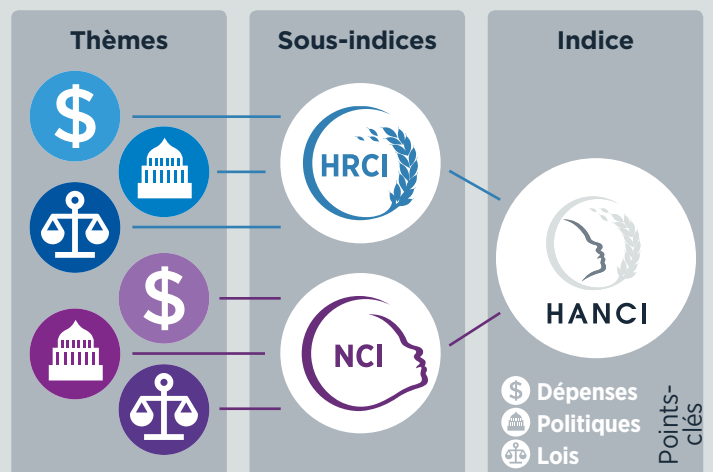 Thèmes
Sous-indices
Indice
$
HRCI
$
NCI
HANCI
$ Dépenses
Politiques
Lois
Points-
clés